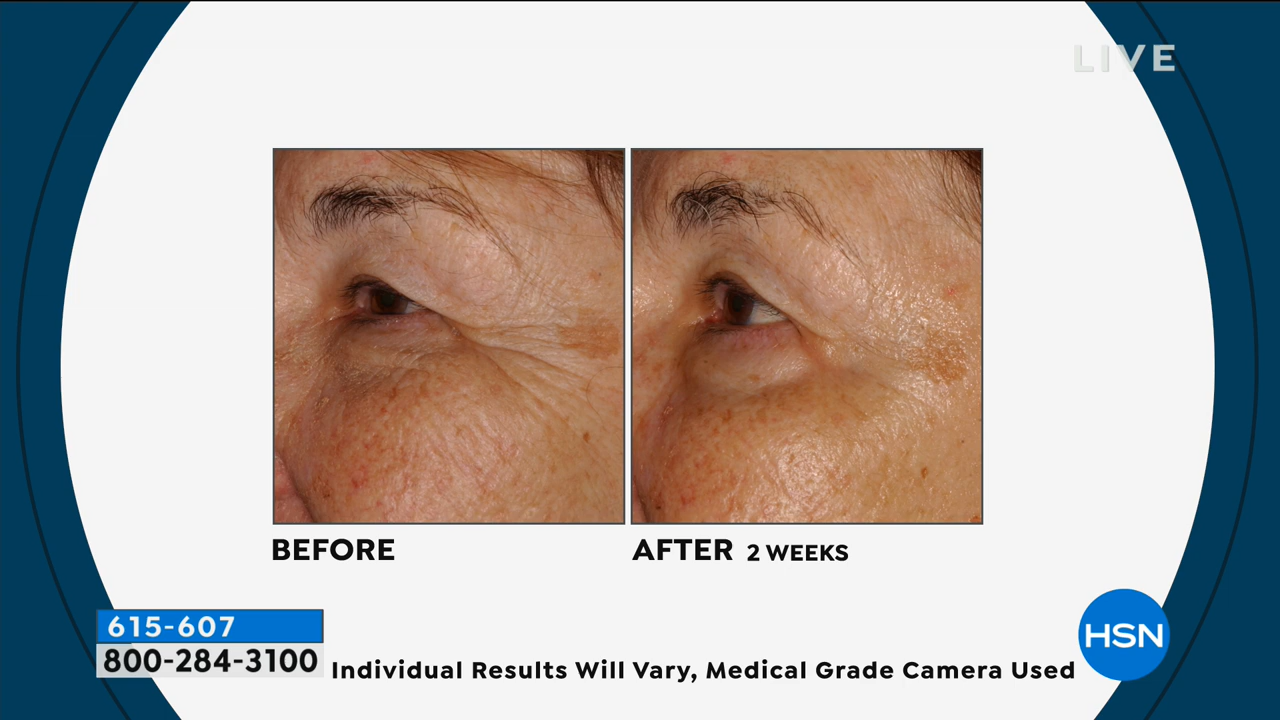 LIVE
BEFORE
AFTER 2 WEEKS
615-607
800-284-3100
Individual Results Will Vary, Medical Grade Camera Used
HSN